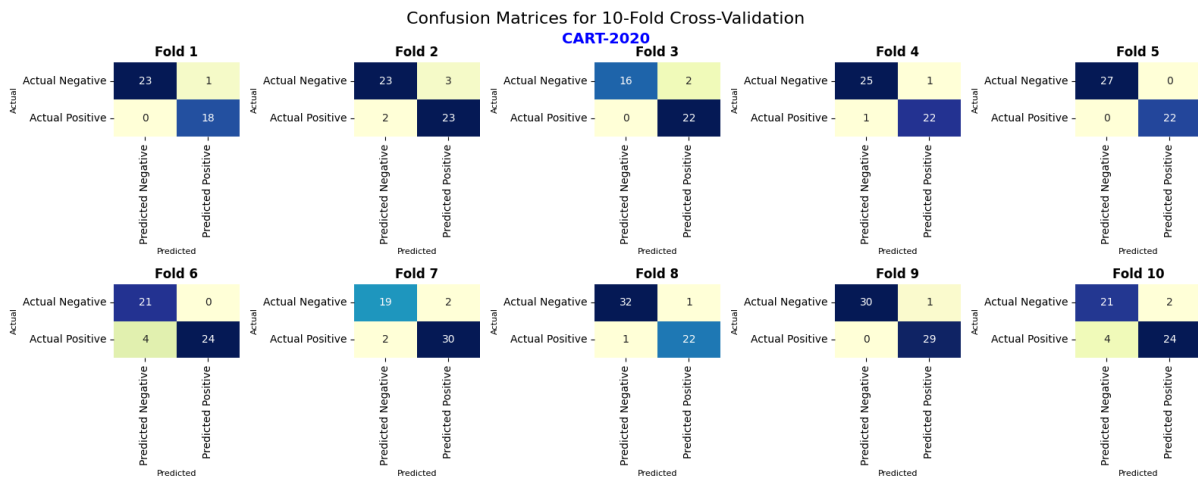 Confusion Matrices for 10-Fold Cross-Validation
CART-2020
Fold 1
Actual
Actual Negative
23
1
Actual Positive
0
18
Predicted Negative
Predicted Positive
Predicted
Fold 2
Actual
Actual Negative
23
3
Actual Positive
2
23
Predicted Negative
Predicted Positive
Predicted
Fold 3
Actual
Actual Negative
16
2
Actual Positive
0
22
Predicted Negative
Predicted Positive
Predicted
Fold 4
Actual
Actual Negative
25
1
Actual Positive
1
22
Predicted Negative
Predicted Positive
Predicted
Fold 5
Actual
Actual Negative
27
0
Actual Positive
0
22
Predicted Negative
Predicted Positive
Predicted
Fold 6
Actual
Actual Negative
21
0
Actual Positive
4
24
Predicted Negative
Predicted Positive
Predicted
Fold 7
Actual
Actual Negative
19
2
Actual Positive
2
30
Predicted Negative
Predicted Positive
Predicted
Fold 8
Actual
Actual Negative
32
1
Actual Positive
1
22
Predicted Negative
Predicted Positive
Predicted
Fold 9
Actual
Actual Negative
30
1
Actual Positive
0
29
Predicted Negative
Predicted Positive
Predicted
Fold 10
Actual
Actual Negative
21
2
Actual Positive
4
24
Predicted Negative
Predicted Positive
Predicted